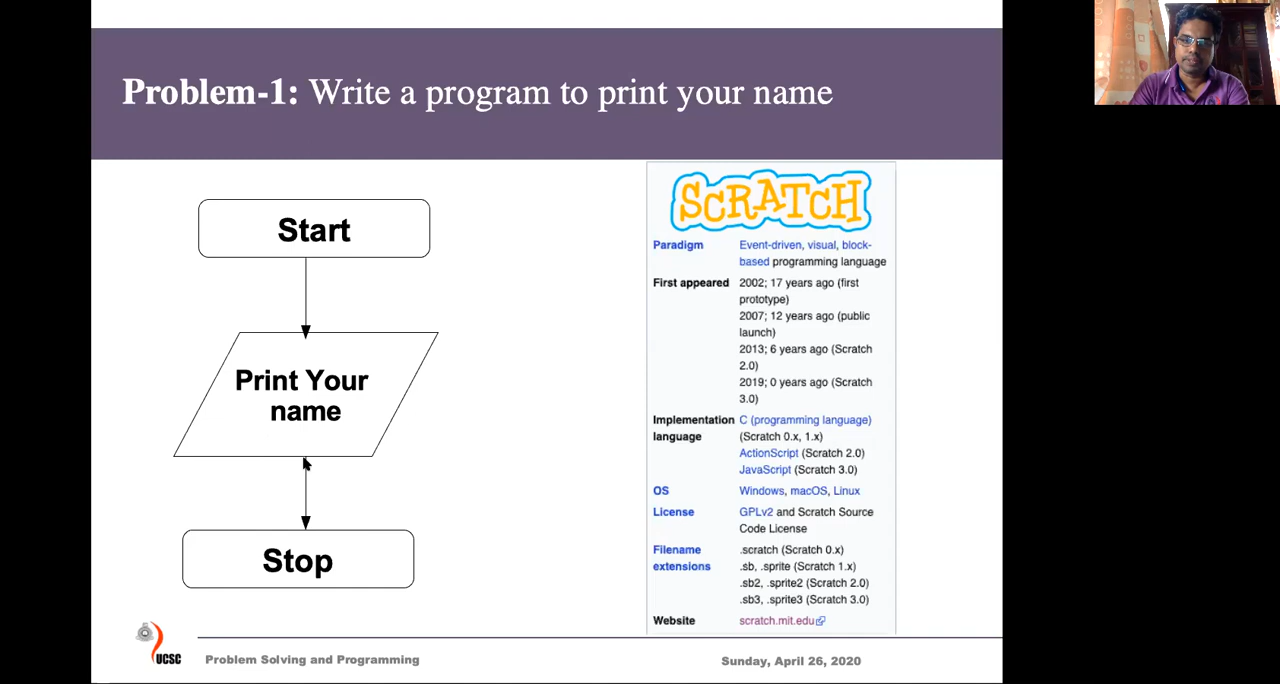 Problem-1: Write a program to print your name
Start
Print Your
name
Stop
SCRATCH
Paradigm Event-driven, visual, block-
based programming language
First appeared 2002; 17 years ago (first
prototype)
2007; 12 years ago (public
launch)
2013; 6 years ago (Scratch
2.0)
2019; 0 years ago (Scratch
3.0)
Implementation C (programming language)
language (Scratch 0.x, 1.x)
ActionScript (Scratch 2.0)
JavaScript (Scratch 3.0)
OS Windows, macOS, Linux
License GPLv2 and Scratch Source
Code License
Filename .scratch (Scratch 0.x)
extensions .sb, .sprite (Scratch 1.x)
.sb2, .sprite2 (Scratch 2.0)
.sb3, .sprite3 (Scratch 3.0)
Website scratch.mit.edu
UCSC
Problem Solving and Programming
Sunday, April 26, 2020